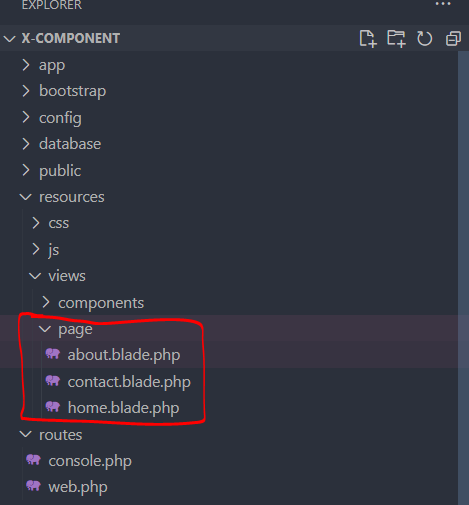 EXPLORER
X-COMPONENT
app
bootstrap
config
database
public
resources
css
js
views
components
page
about.blade.php
contact.blade.php
home.blade.php
routes
console.php
web.php